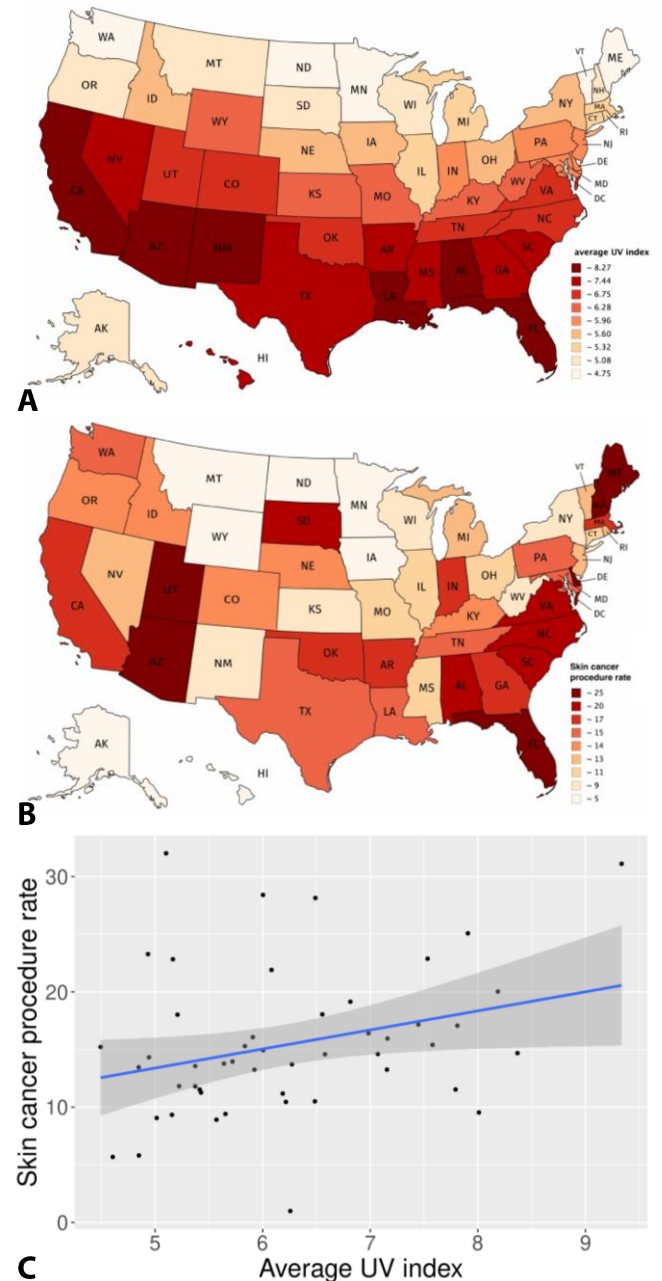 WA
MT
ND
MN
VT
ME
OR
ID
SD
WI
NH
MI
NY
MA
CT
RI
WY
NE
IA
IL
IN
OH
PA
NJ
DE
MD
DC
CA
NV
UT
CO
KS
MO
KY
WV
VA
AZ
NM
OK
AR
TN
NC
SC
TX
LA
MS
AL
GA
FL
AK
HI
average UV index
~ 8.27
~ 7.44
~ 6.75
~ 6.28
~ 5.96
~ 5.60
~ 5.32
~ 5.08
~ 4.75
A
WA
MT
ND
MN
VT
ME
OR
ID
SD
WI
MI
NY
MA
CT
RI
WY
NE
IA
IL
IN
OH
PA
NJ
DE
MD
DC
CA
NV
UT
CO
KS
MO
KY
WV
VA
AZ
NM
OK
AR
TN
NC
SC
TX
LA
MS
AL
GA
FL
AK
HI
Skin cancer
procedure rate
~ 25
~ 20
~ 17
~ 15
~ 14
~ 13
~ 11
~ 9
~ 5
B
Skin cancer procedure rate
30
20
10
0
5
6
7
8
9
Average UV index
C